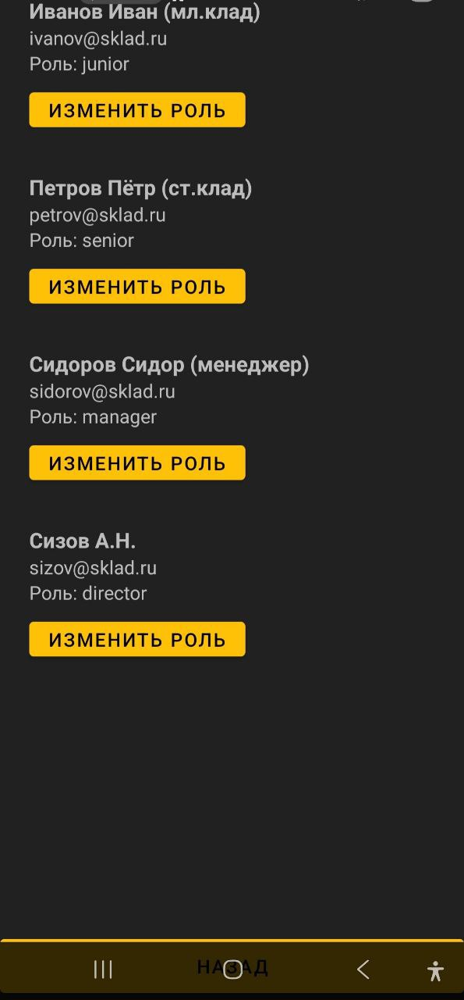 Иванов Иван (мл.клад)
ivanov@sklad.ru
Роль: junior
ИЗМЕНИТЬ РОЛЬ
Петров Пётр (ст.клад)
petrov@sklad.ru
Роль: senior
ИЗМЕНИТЬ РОЛЬ
Сидоров Сидор (менеджер)
sidorov@sklad.ru
Роль: manager
ИЗМЕНИТЬ РОЛЬ
Сизов А.Н.
sizov@sklad.ru
Роль: director
ИЗМЕНИТЬ РОЛЬ
НАЗАД